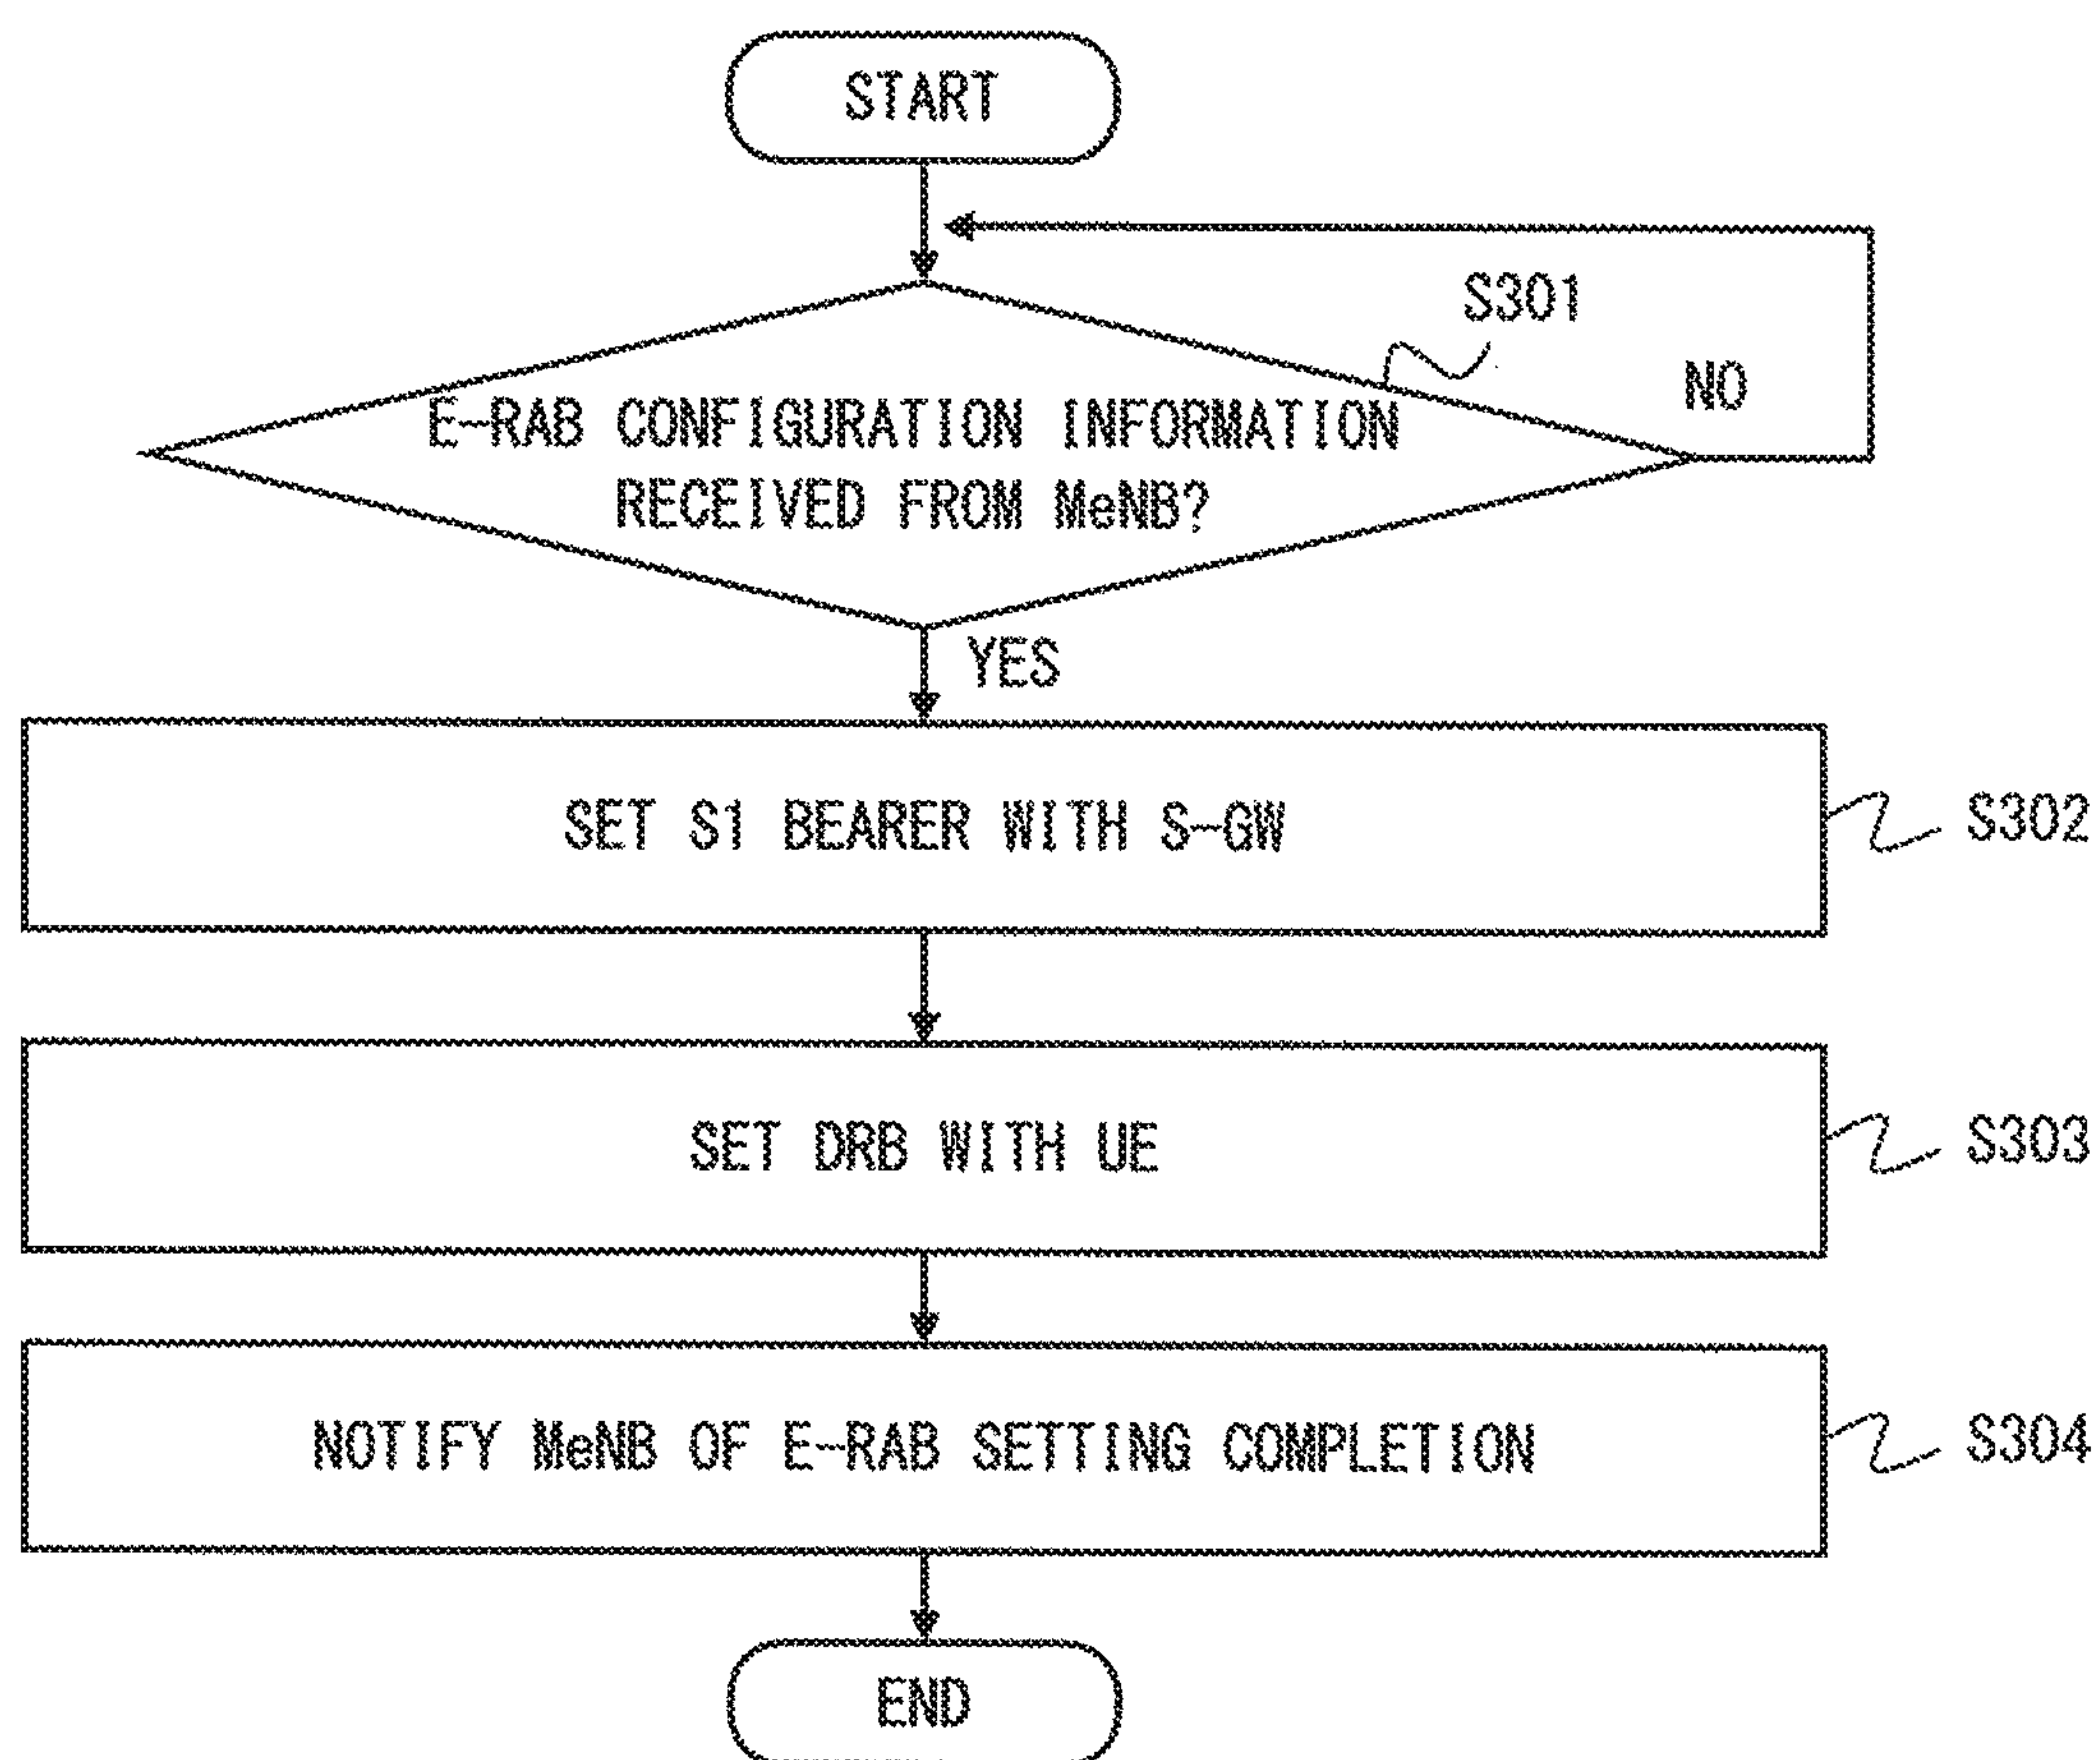 START
S301
NO
E-RAB CONFIGURATION INFORMATION
RECEIVED FROM MeNB?
YES
SET S1 BEARER WITH S-GW
S302
SET DRB WITH UE
S303
NOTIFY MeNB OF E-RAB SETTING COMPLETION
S304
END